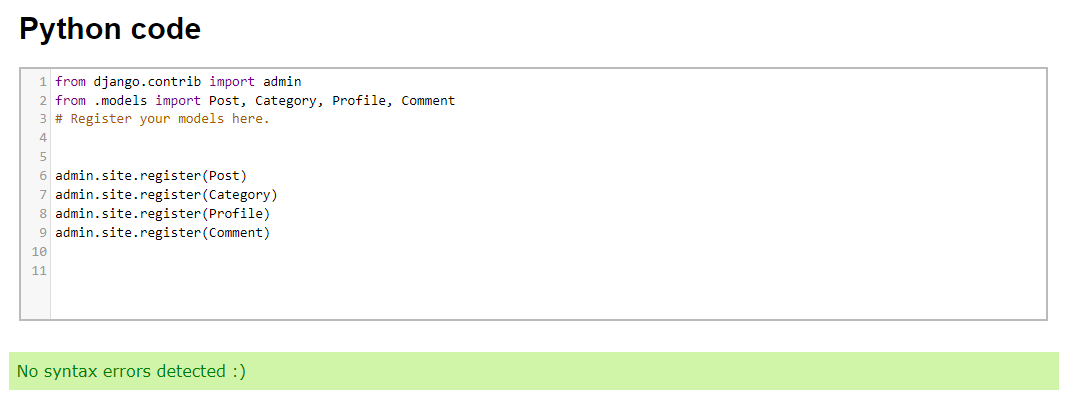 Python code
1 from django.contrib import admin
2 from .models import Post, Category, Profile, Comment
3 # Register your models here.
4
5
6 admin.site.register(Post)
7 admin.site.register(Category)
8 admin.site.register(Profile)
9 admin.site.register(Comment)
10
11
No syntax errors detected :)